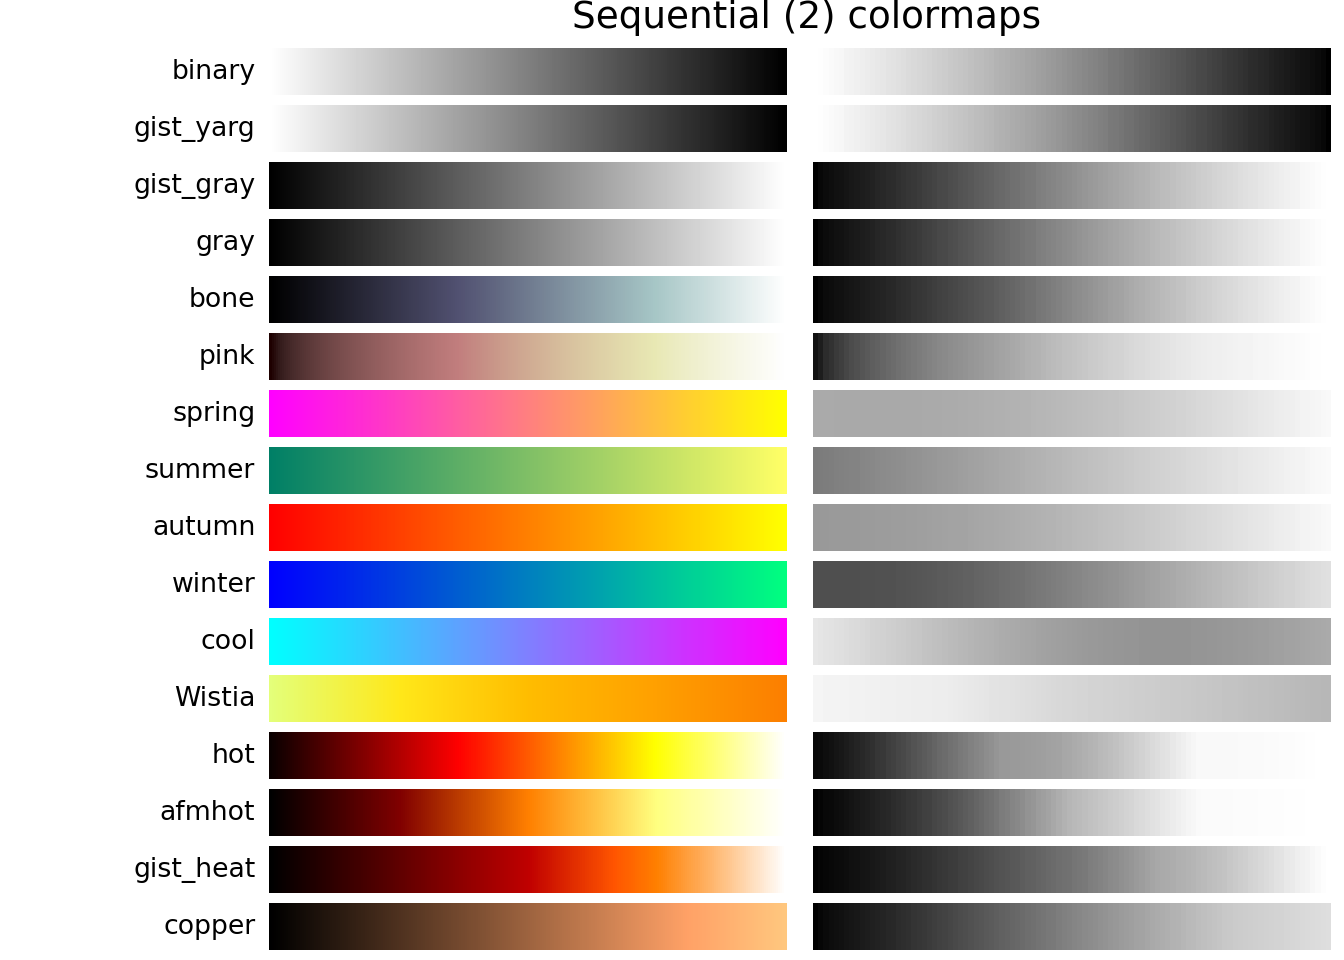 Sequential (2) colormaps
binary
gist_yarg
gist_gray
gray
bone
pink
spring
summer
autumn
winter
cool
Wistia
hot
afmhot
gist_heat
copper